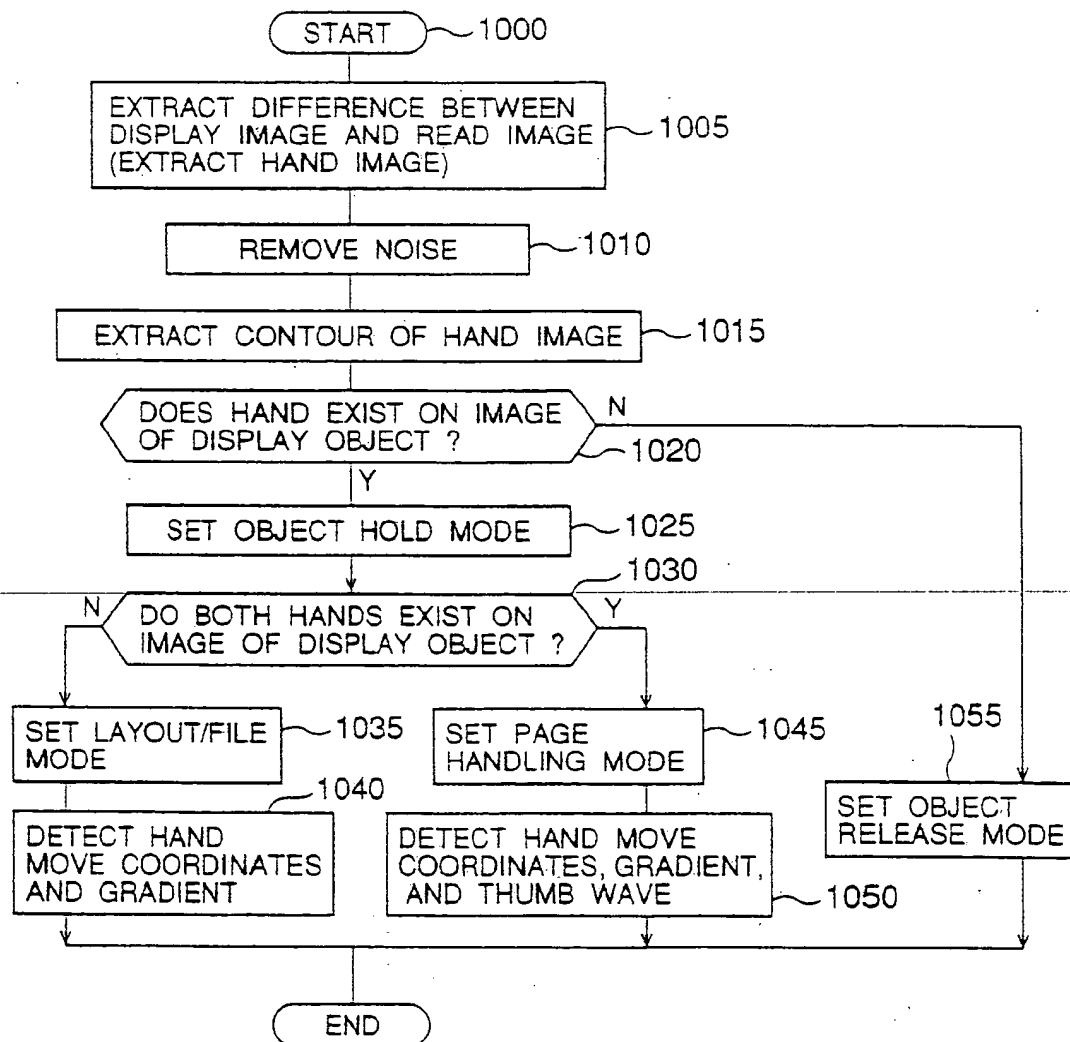 START
1000
EXTRACT DIFFERENCE BETWEEN
DISPLAY IMAGE AND READ IMAGE
(EXTRACT HAND IMAGE)
1005
REMOVE NOISE
1010
EXTRACT CONTOUR OF HAND IMAGE
1015
DOES HAND EXIST ON IMAGE
OF DISPLAY OBJECT ?
N
1020
Y
SET OBJECT HOLD MODE
1025
1030
N
DO BOTH HANDS EXIST ON
IMAGE OF DISPLAY OBJECT ?
Y
SET LAYOUT/FILE
MODE
1035
SET PAGE
HANDLING MODE
1045
1055
SET OBJECT
RELEASE MODE
1040
DETECT HAND
MOVE COORDINATES
AND GRADIENT
DETECT HAND MOVE
COORDINATES, GRADIENT,
AND THUMB WAVE
1050
END